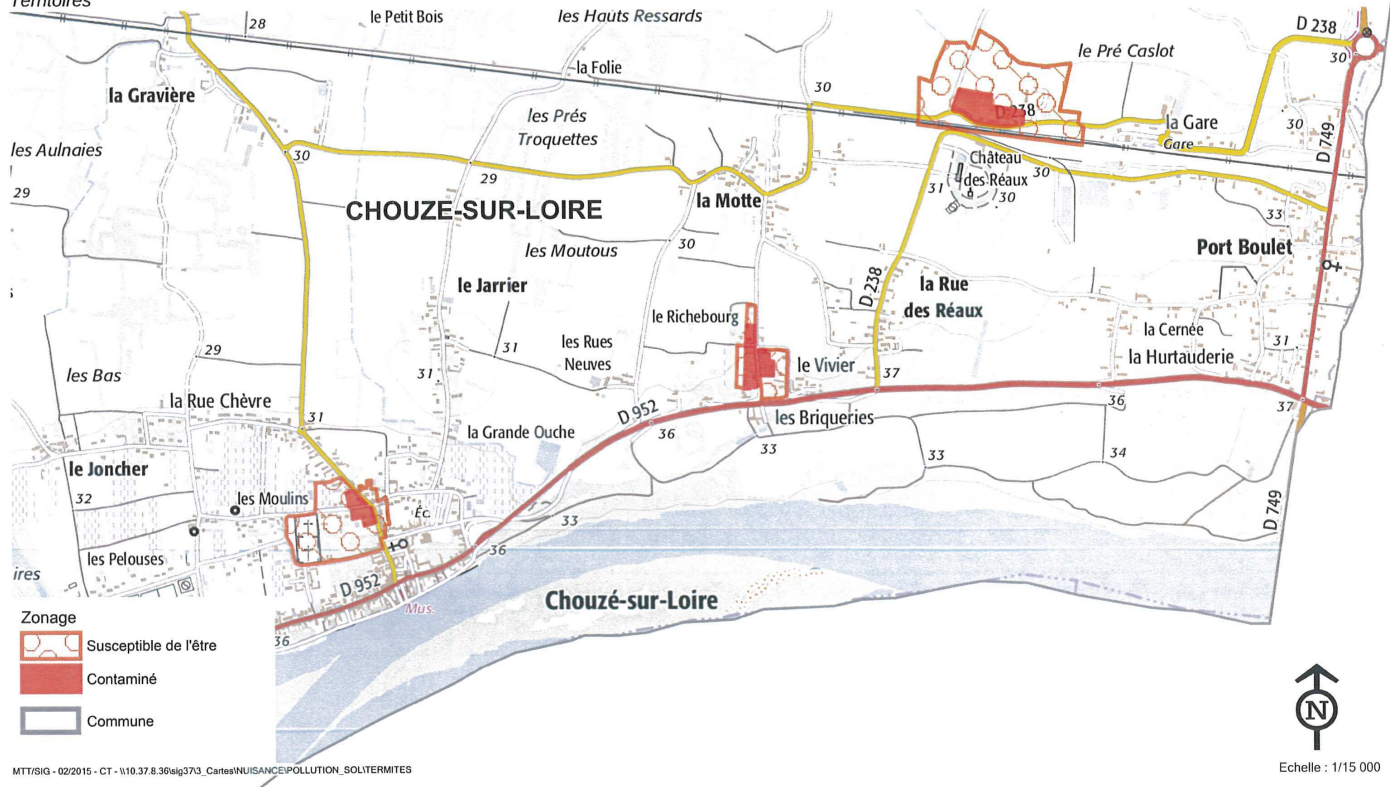 Territoires
28
le Petit Bois
les Hauts Ressards
D 238
30
la Folie
le Pré Caslot
la Gravière
30
D 238
les Prés
Troquettes
la Gare
Gare
30
D 749
les Aulnaies
30
29
29
Château
des Réaux
30
30
31
la Motte
33
CHOUZE-SUR-LOIRE
les Moutous
30
Port Boulet
le Jarrier
D 238
la Rue
des Réaux
le Richebourg
la Cernée
les Rues
Neuves
31
29
31
la Hurtauderie
31
les Bas
le Vivier
37
la Rue Chèvre
31
D 952
36
36
37
les Briqueries
la Grande Ouche
33
33
34
le Joncher
32
les Moulins
Éc.
33
D 749
les Pelouses
36
ires
D 952
Mus.
Chouzé-sur-Loire
36
Zonage
Susceptible de l'être
Contaminé
Commune
N
MTT/SIG - 02/2015 - CT - \\10.37.8.36\sig37\3_Cartes\NUISANCE\POLLUTION_SOL\TERMITES
Echelle : 1/15 000